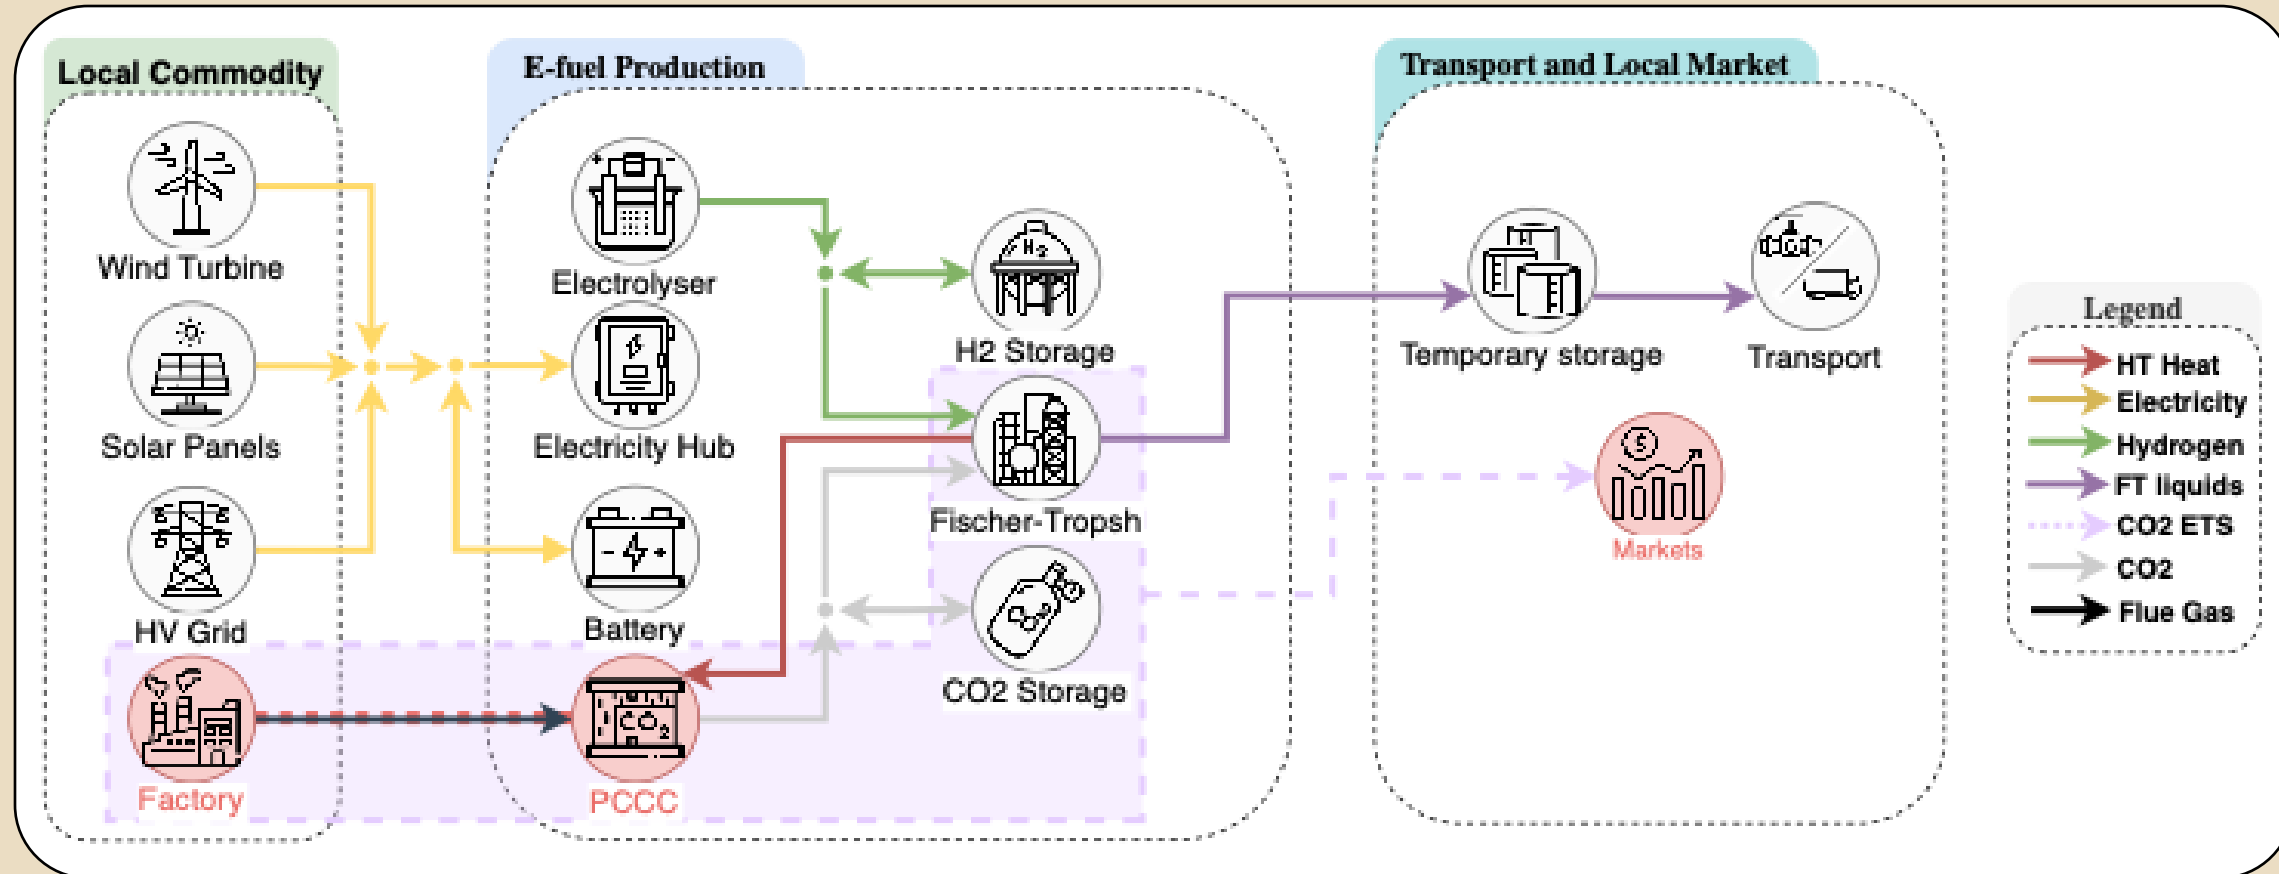 Local Commodity
Wind Turbine
Solar Panels
HV Grid
Factory
E-fuel Production
Electrolyser
Electricity Hub
Battery
CO2
PCCC
H2
H2 Storage
Fischer-Tropsh
CO2 Storage
Transport and Local Market
Temporary storage
Transport
Markets
Legend
HT Heat
Electricity
Hydrogen
FT liquids
CO2 ETS
CO2
Flue Gas